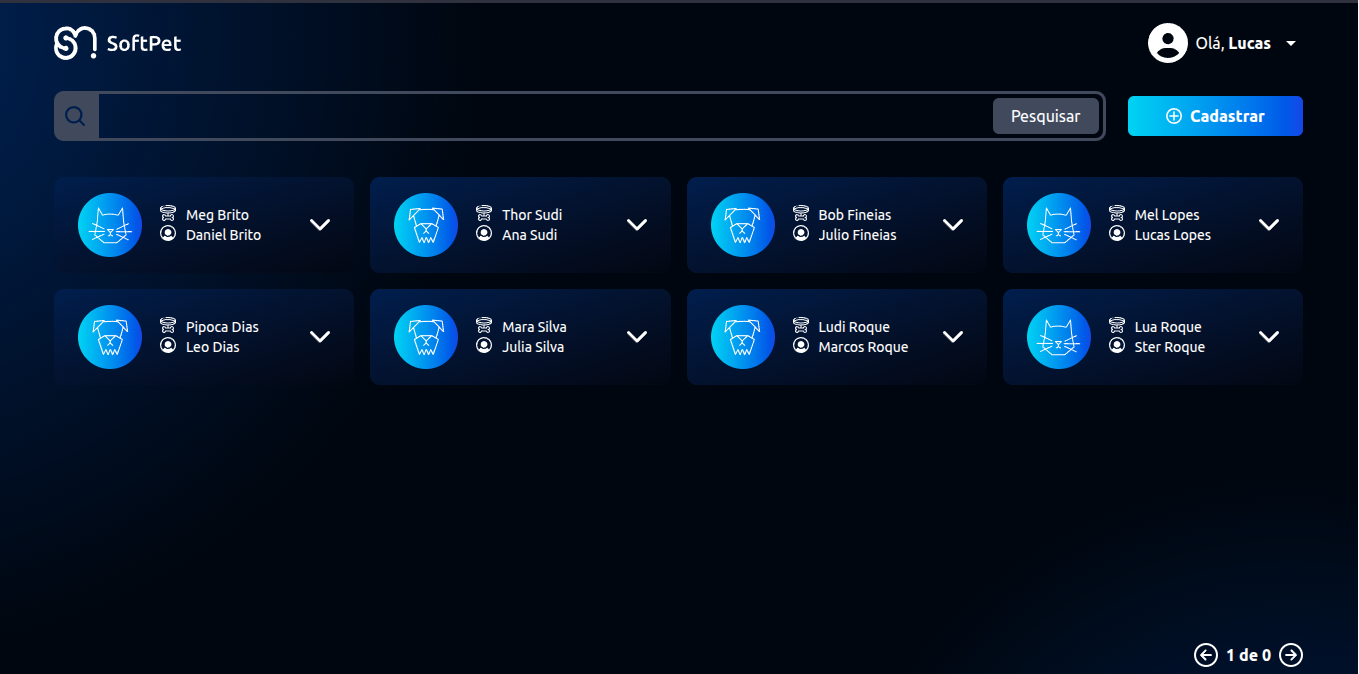 SoftPet
Olá, Lucas
Pesquisar
Cadastrar
Meg Brito
Daniel Brito
Thor Sudi
Ana Sudi
Bob Fineias
Julio Fineias
Mel Lopes
Lucas Lopes
Pipoca Dias
Leo Dias
Mara Silva
Julia Silva
Ludi Roque
Marcos Roque
Lua Roque
Ster Roque
1 de 0